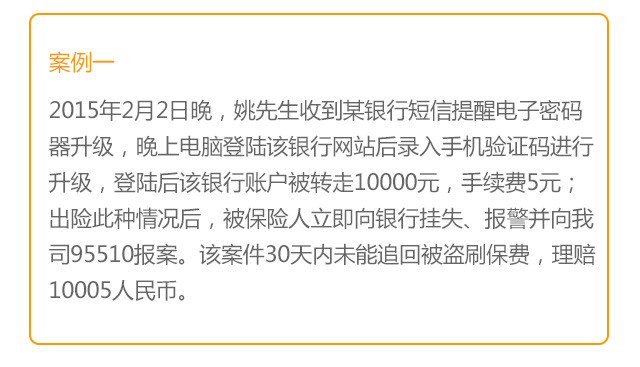 案例一
2015年2月2日晚，姚先生收到某银行短信提醒电子密码
器升级，晚上电脑登陆该银行网站后录入手机验证码进行
升级，登陆后该银行账户被转走10000元，手续费5元；
出险此种情况后，被保险人立即向银行挂失、报警并向我
司95510报案。该案件30天内未能追回被盗刷保费，理赔
10005人民币。